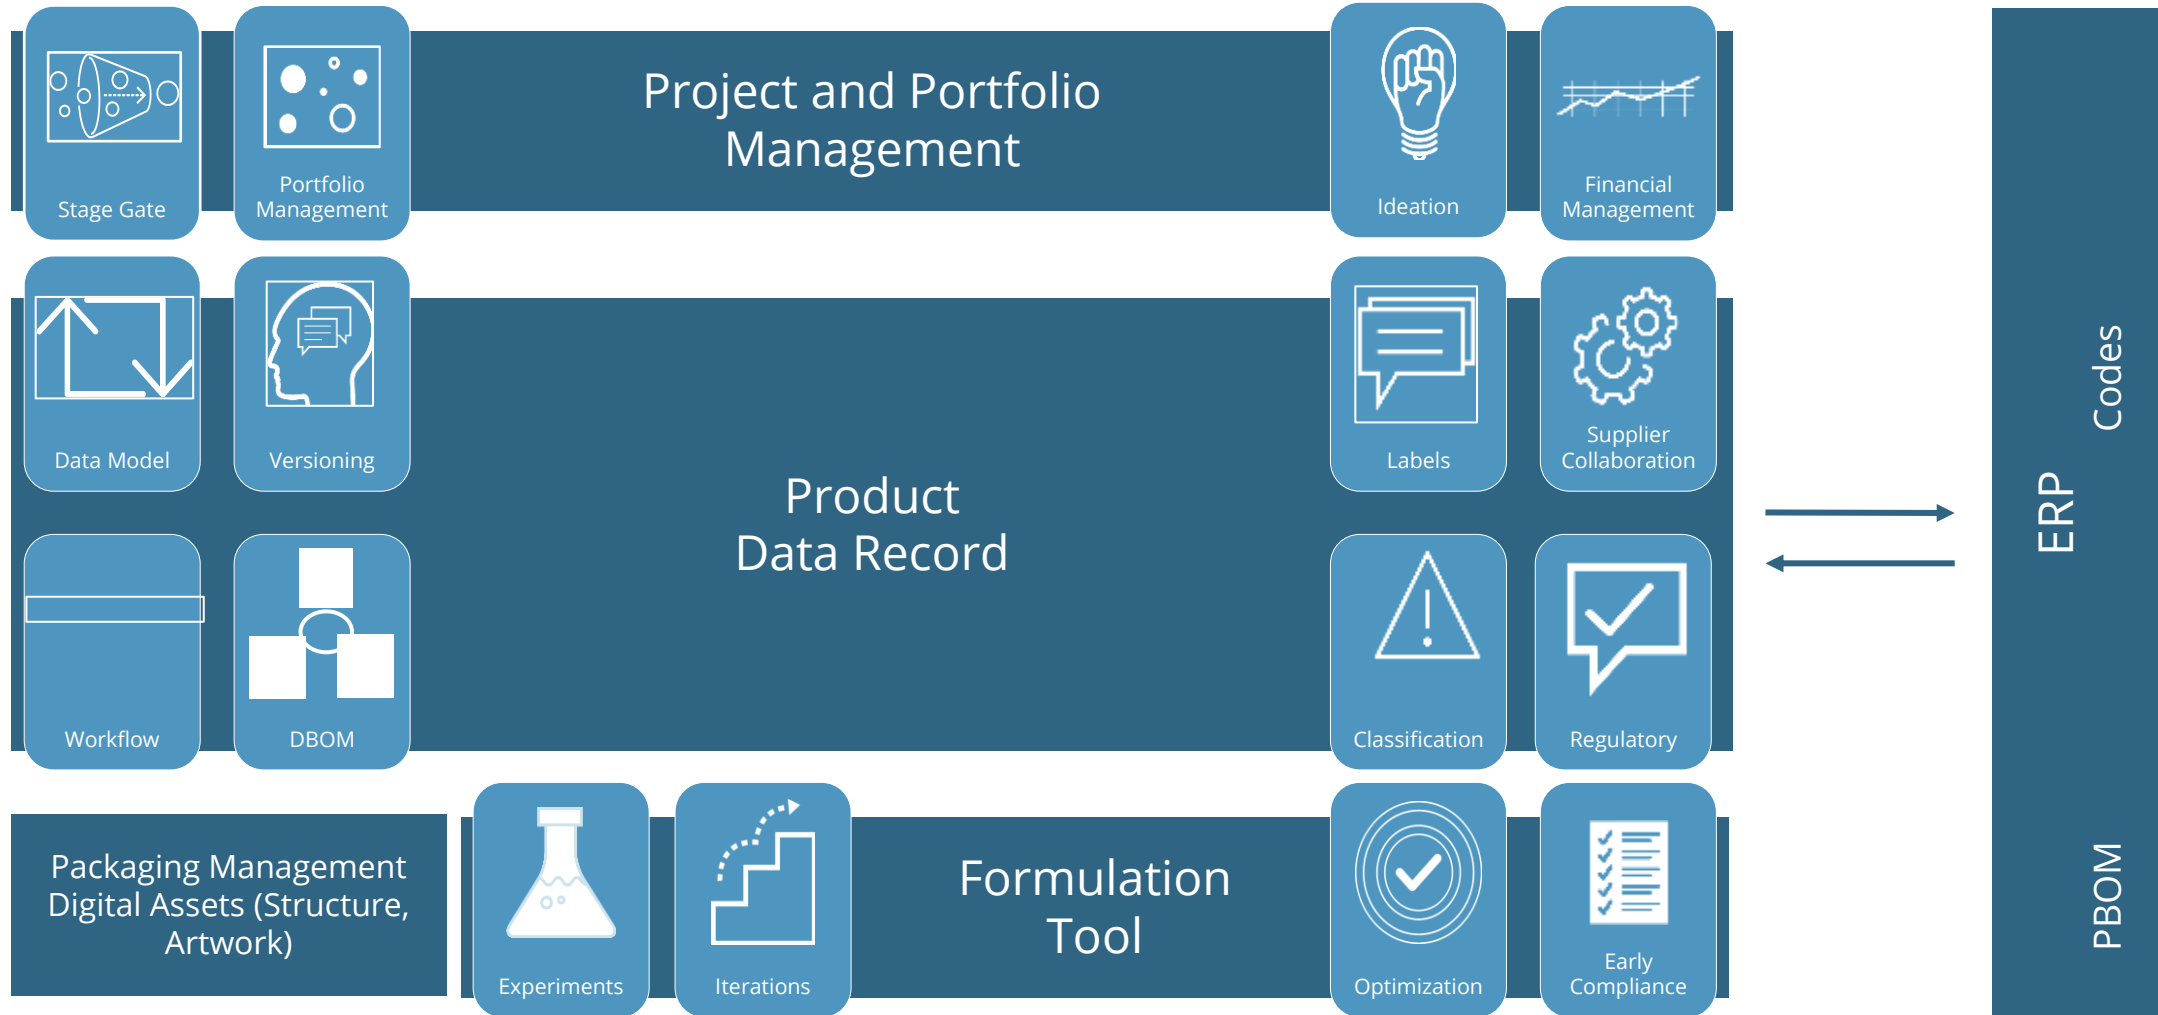 Stage Gate
Portfolio
Management
Project and Portfolio
Management
Ideation
Financial
Management
Data Model
Versioning
Labels
Supplier
Collaboration
Product
Data Record
Workflow
DBOM
Classification
Regulatory
Packaging Management
Digital Assets (Structure,
Artwork)
Experiments
Iterations
Formulation
Tool
Optimization
Early
Compliance
ERP
Codes
PBOM